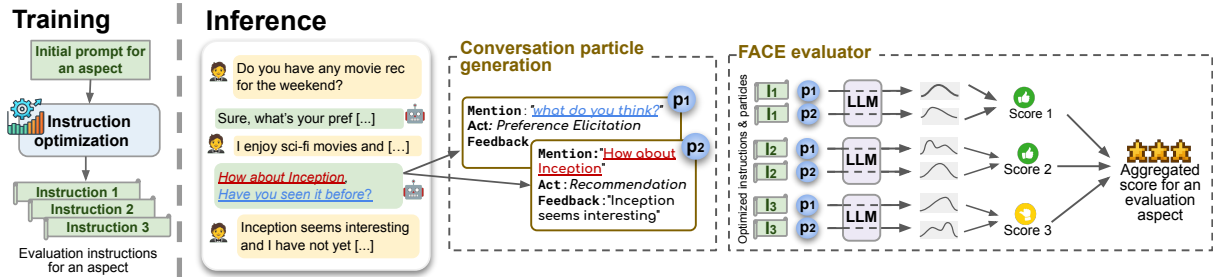 Training
Initial prompt for
an aspect
Instruction
optimization
Instruction 1
Instruction 2
Instruction 3
Evaluation instructions
for an aspect
Inference
Do you have any movie rec
for the weekend?
Sure, what's your pref [...]
I enjoy sci-fi movies and [...]
How about Inception,
Have you seen it before?
Inception seems interesting
and I have not yet [...]
Conversation particle
generation
p1
Mention: "what do you think?"
Act: Preference Elicitation
Feedback
p2
Mention: "How about
Inception"
Act: Recommendation
Feedback: "Inception
seems interesting"
FACE evaluator
Optimized instructions & particles
I1 p1
I1 p2
LLM
Score 1
I2 p1
I2 p2
LLM
Score 2
I3 p1
I3 p2
LLM
Score 3
Aggregated
score for an
evaluation
aspect